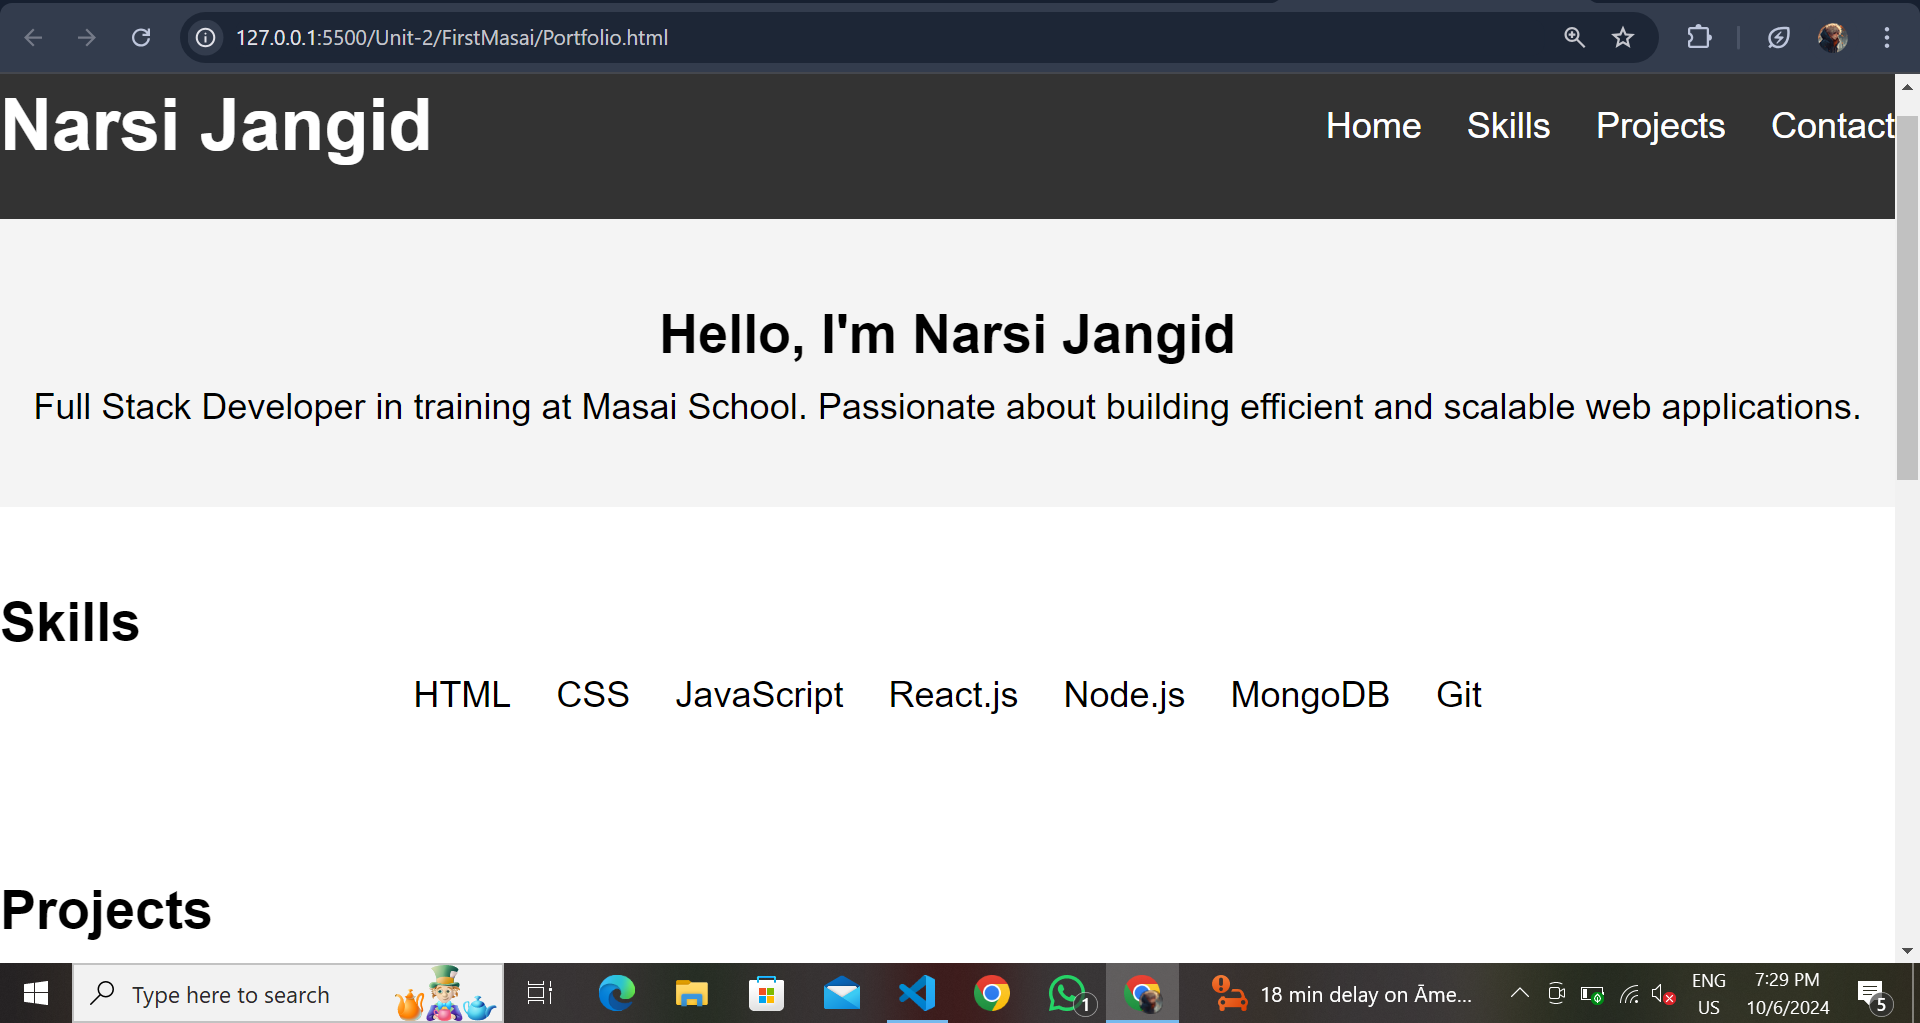 127.0.0.1:5500/Unit-2/FirstMasai/Portfolio.html
Narsi Jangid
Home Skills Projects Contact
Hello, I'm Narsi Jangid
Full Stack Developer in training at Masai School. Passionate about building efficient and scalable web applications.
Skills
HTML CSS JavaScript React.js Node.js MongoDB Git
Projects
Type here to search
1
18 min delay on Āme...
ENG
US
7:29 PM
10/6/2024
5